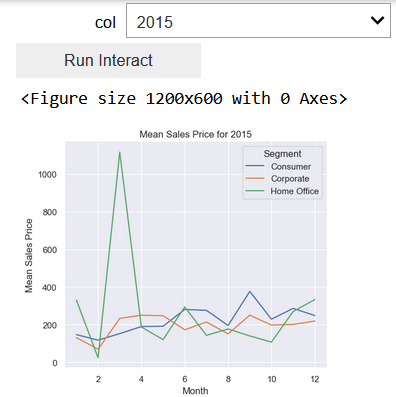 col 2015
Run Interact
<Figure size 1200x600 with 0 Axes>
Mean Sales Price for 2015
Segment
Consumer
Corporate
Home Office
1000
800
600
400
200
0
Mean Sales Price
2 4 6 8 10 12
Month